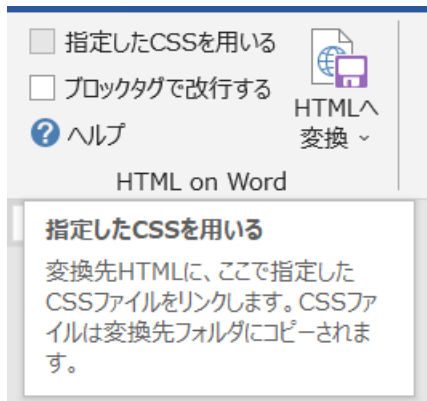 指定したCSSを用いる
ブロックタグで改行する
ヘルプ
HTMLへ
変換
HTML on Word
指定したCSSを用いる
変換先HTMLに、ここで指定した
CSSファイルをリンクします。CSSファ
イルは変換先フォルダにコピーされま
す。